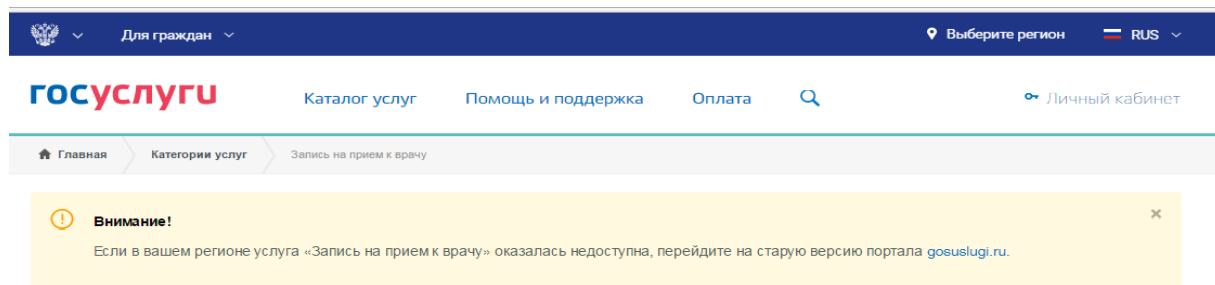 Для граждан Выберите регион RUS
госуслуги Каталог услуг Помощь и поддержка Оплата Личный кабинет
Главная Категории услуг Запись на прием к врачу
Внимание!
Если в вашем регионе услуга «Запись на прием к врачу» оказалась недоступна, перейдите на старую версию портала gosuslugi.ru.